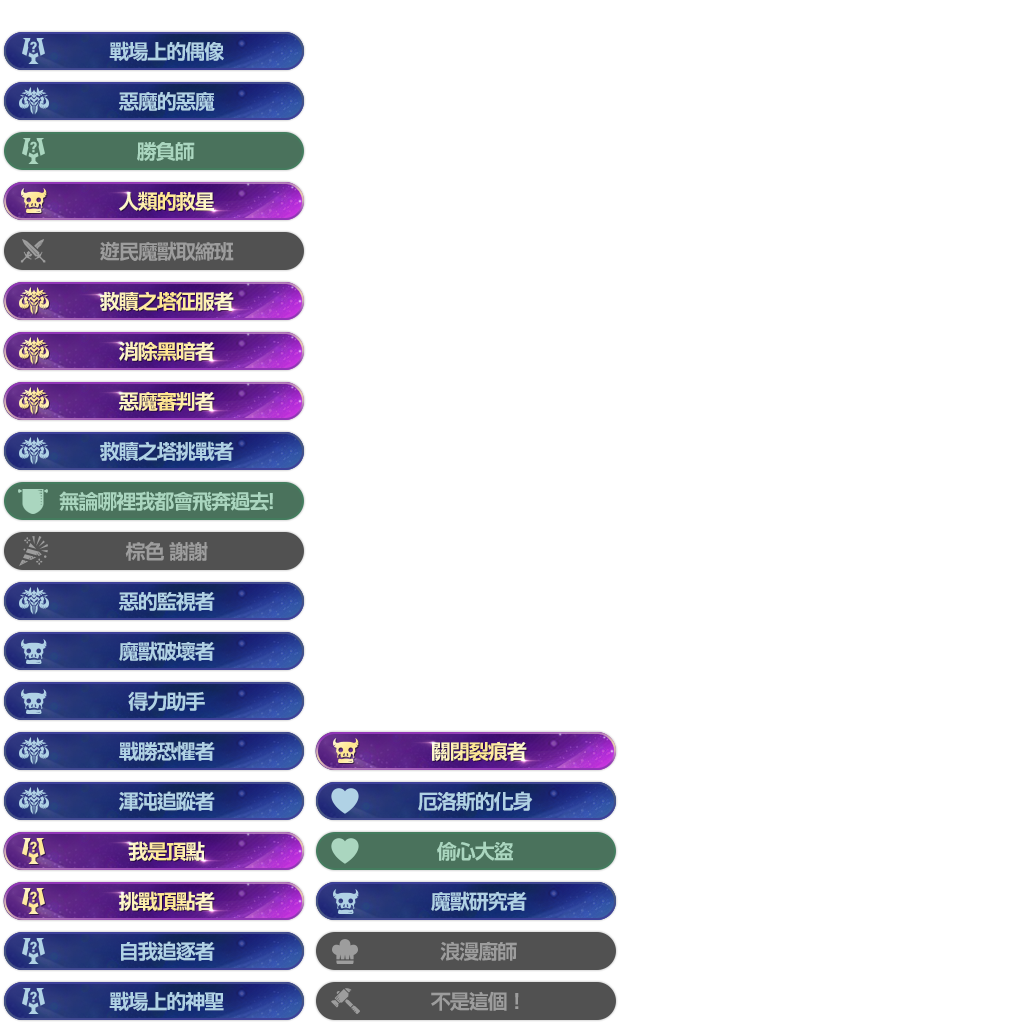 戰場上的偶像
惡魔的惡魔
勝負師
人類的救星
遊民魔獸取締班
救贖之塔征服者
消除黑暗者
惡魔審判者
救贖之塔挑戰者
無論哪裡我都會飛奔過去!
棕色 謝謝
惡的監視者
魔獸破壞者
得力助手
戰勝恐懼者
渾沌追蹤者
我是頂點
挑戰頂點者
自我追逐者
戰場上的神聖
關閉裂痕者
厄洛斯的化身
偷心大盜
魔獸研究者
浪漫廚師
不是這個！